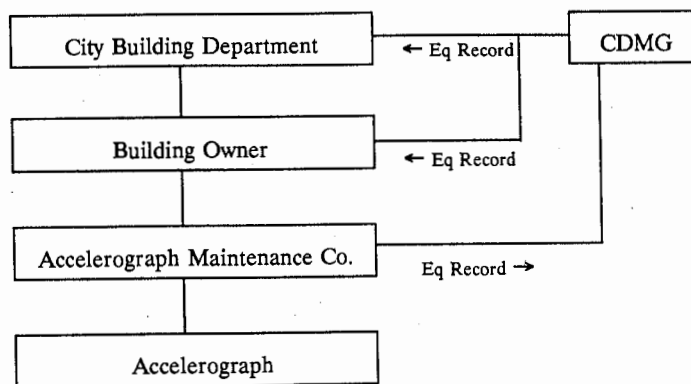 City Building Department
CDMG
← Eq Record
Building Owner
← Eq Record
Accelerograph Maintenance Co.
Eq Record →
Accelerograph